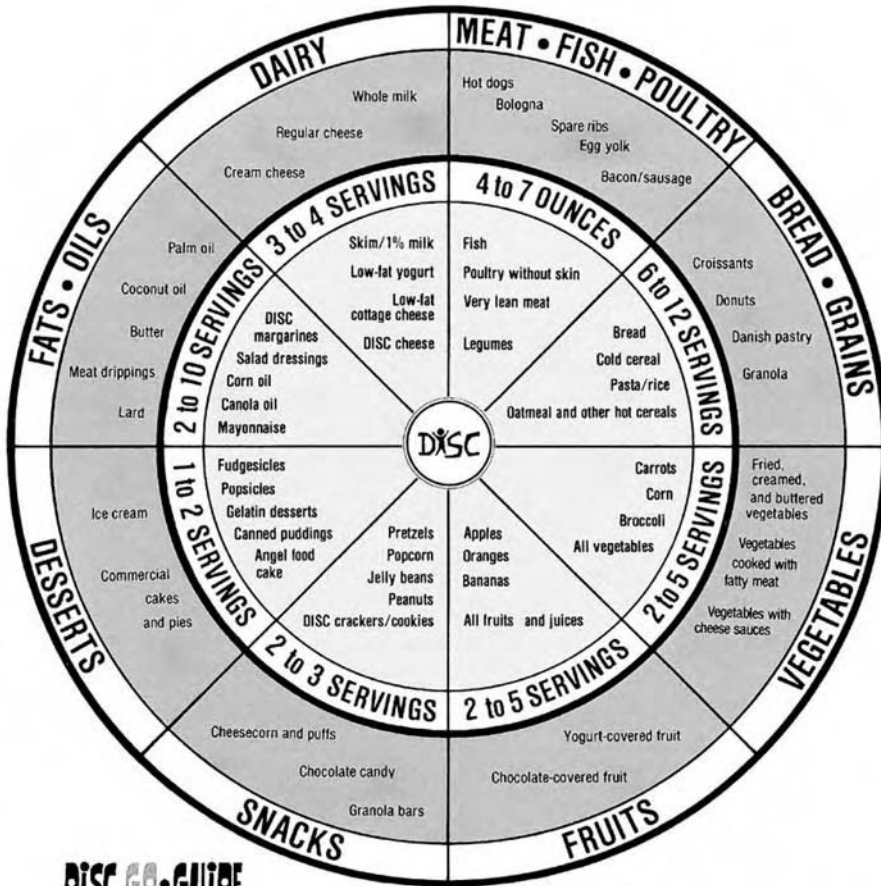 DAIRY
Whole milk
Regular cheese
Cream cheese
3 to 4 SERVINGS
Skim/1% milk
Low-fat yogurt
Low-fat
cottage cheese
DISC cheese
MEAT • FISH • POULTRY
Hot dogs
Bologna
Spare ribs
Egg yolk
Bacon/sausage
4 to 7 OUNCES
Fish
Poultry without skin
Very lean meat
Legumes
BREAD • GRAINS
Croissants
Donuts
Danish pastry
Granola
6 to 12 SERVINGS
Bread
Cold cereal
Pasta/rice
Oatmeal and other hot cereals
VEGETABLES
Fried,
creamed,
and buttered
vegetables
Vegetables
cooked with
fatty meat
Vegetables with
cheese sauces
2 to 5 SERVINGS
Carrots
Corn
Broccoli
All vegetables
FRUITS
Yogurt-covered fruit
Chocolate-covered fruit
2 to 5 SERVINGS
Apples
Oranges
Bananas
All fruits and juices
SNACKS
Cheesecorn and puffs
Chocolate candy
Granola bars
2 to 3 SERVINGS
Pretzels
Popcorn
Jelly beans
Peanuts
DISC crackers/cookies
DESSERTS
Ice cream
Commercial
cakes
and pies
1 to 2 SERVINGS
Fudgesicles
Popsicles
Gelatin desserts
Canned puddings
Angel food
cake
FATS • OILS
Palm oil
Coconut oil
Butter
Meat drippings
Lard
2 to 10 SERVINGS
DISC
margarines
Salad dressings
Corn oil
Canola oil
Mayonnaise
DISC
DISC GO•GUIDE